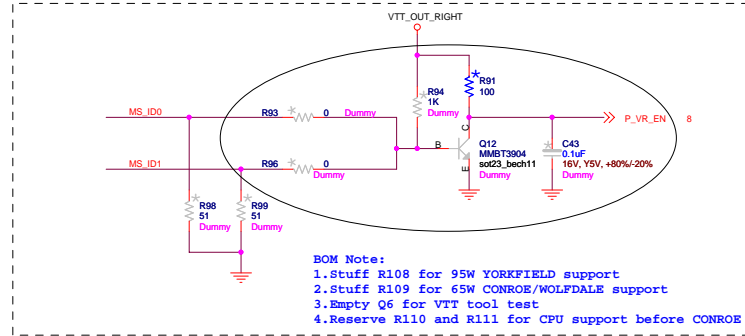 VTT_OUT_RIGHT
R94
1K
Dummy
R91
100
MS_ID0
R93
0
Dummy
P_VR_EN
8
C
B
E
Q12
MMBT3904
sot23_bech11
Dummy
C43
0.1uF
16V, Y5V, +80%/-20%
Dummy
MS_ID1
R96
0
Dummy
R98
51
Dummy
R99
51
Dummy
BOM Note:
1.Stuff R108 for 95W YORKFIELD support
2.Stuff R109 for 65W CONROE/WOLFDALE support
3.Empty Q6 for VTT tool test
4.Reserve R110 and R111 for CPU support before CONROE